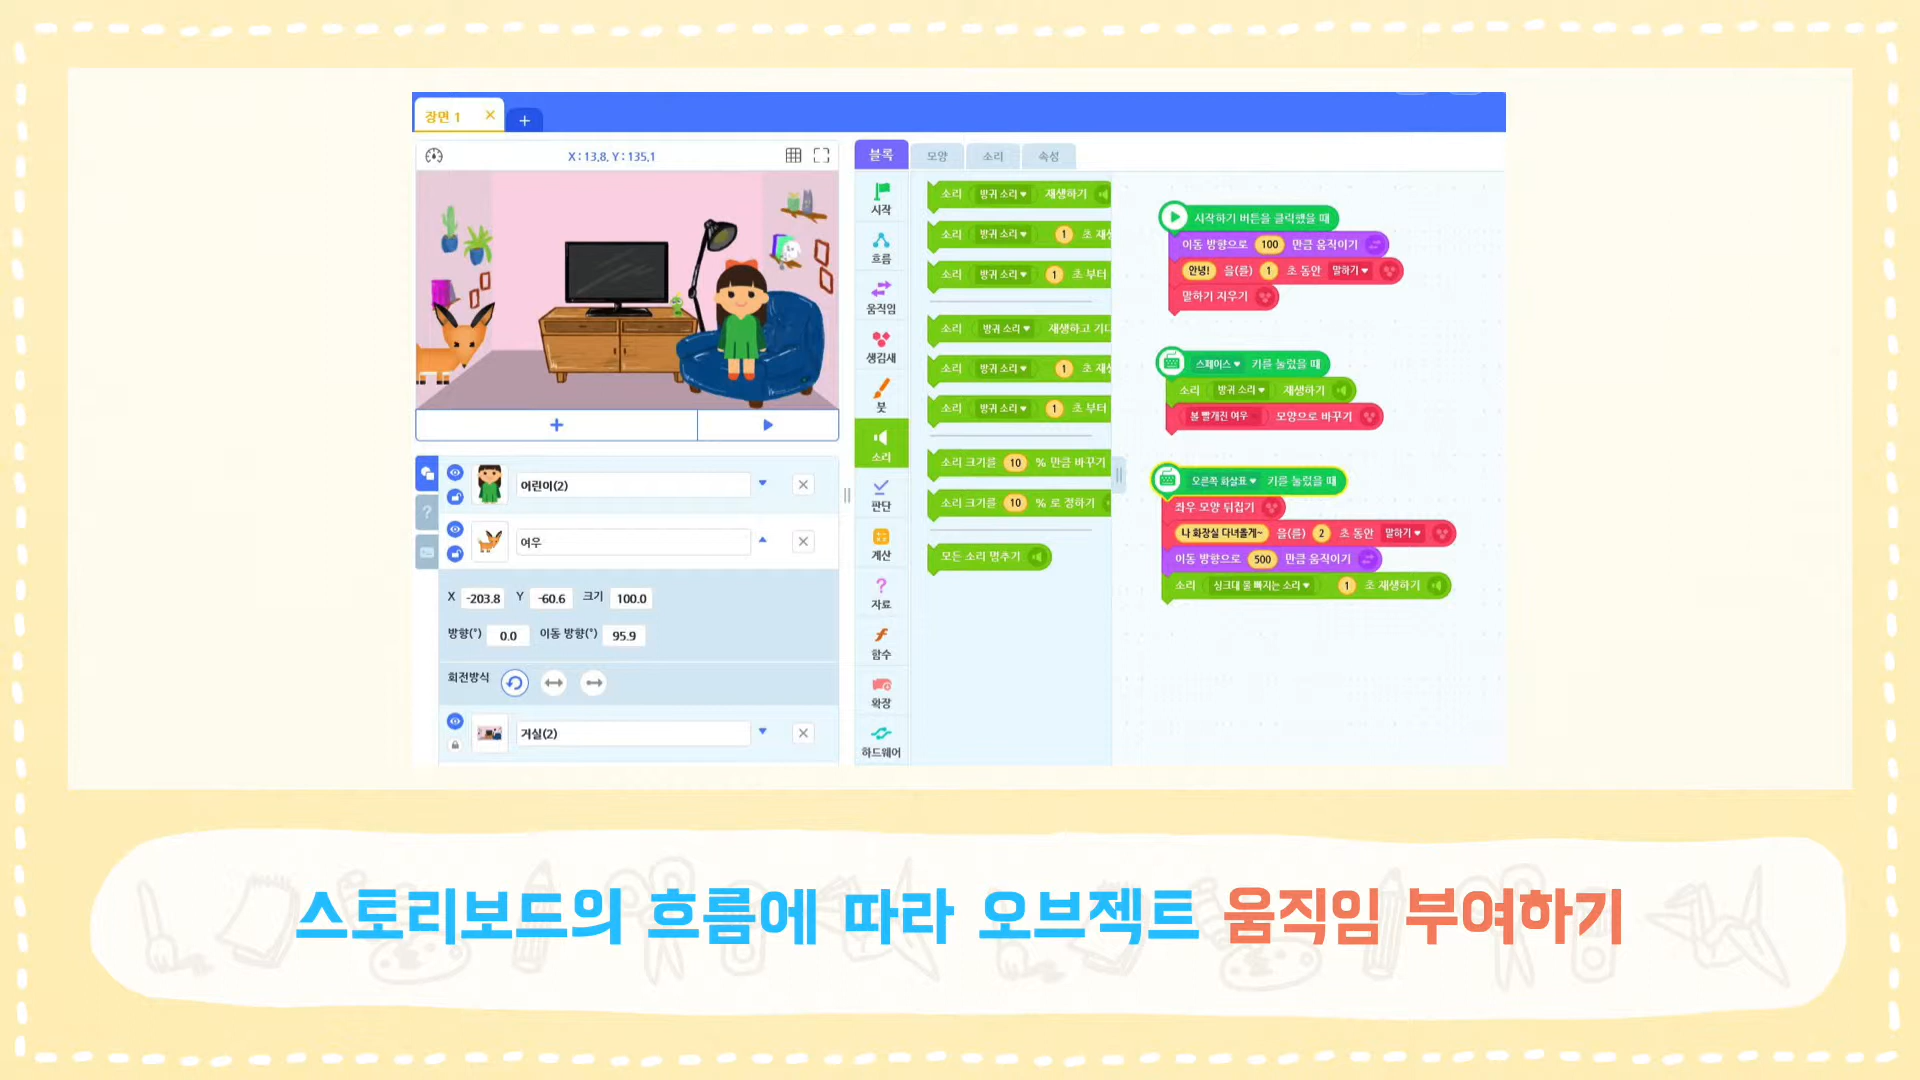 장면 1
X : 13.8, Y : 135.1
블록
모양
소리
속성
시작
흐름
움직임
생김새
붓
소리
판단
계산
자료
함수
확장
하드웨어
소리 방귀 소리 재생하기
소리 방귀 소리 1 초
소리 방귀 소리 1 초 부터
소리 방귀 소리 재생하고
소리 방귀 소리 1 초
소리 방귀 소리 1 초 부터
소리 크기를 10 % 만큼 바꾸기
소리 크기를 10 % 로 정하기
모든 소리 멈추기
시작하기 버튼을 클릭했을 때
이동 방향으로 100 만큼 움직이기
안녕! 을(를) 1 초 동안 말하기
말하기 지우기
스페이스 키를 눌렀을 때
소리 방귀 소리 재생하기
볼 빨개진 여우 모양으로 바꾸기
오른쪽 화살표 키를 눌렀을 때
좌우 모양 뒤집기
나 화장실 다녀올게~ 을(를) 2 초 동안 말하기
이동 방향으로 500 만큼 움직이기
소리 싱크대 물 빠지는 소리 1 초 재생하기
어린이(2)
여우
X -203.8 Y -60.6 크기 100.0
방향(°) 0.0 이동 방향(°) 95.9
회전방식
거실(2)
스토리보드의 흐름에 따라 오브젝트 움직임 부여하기